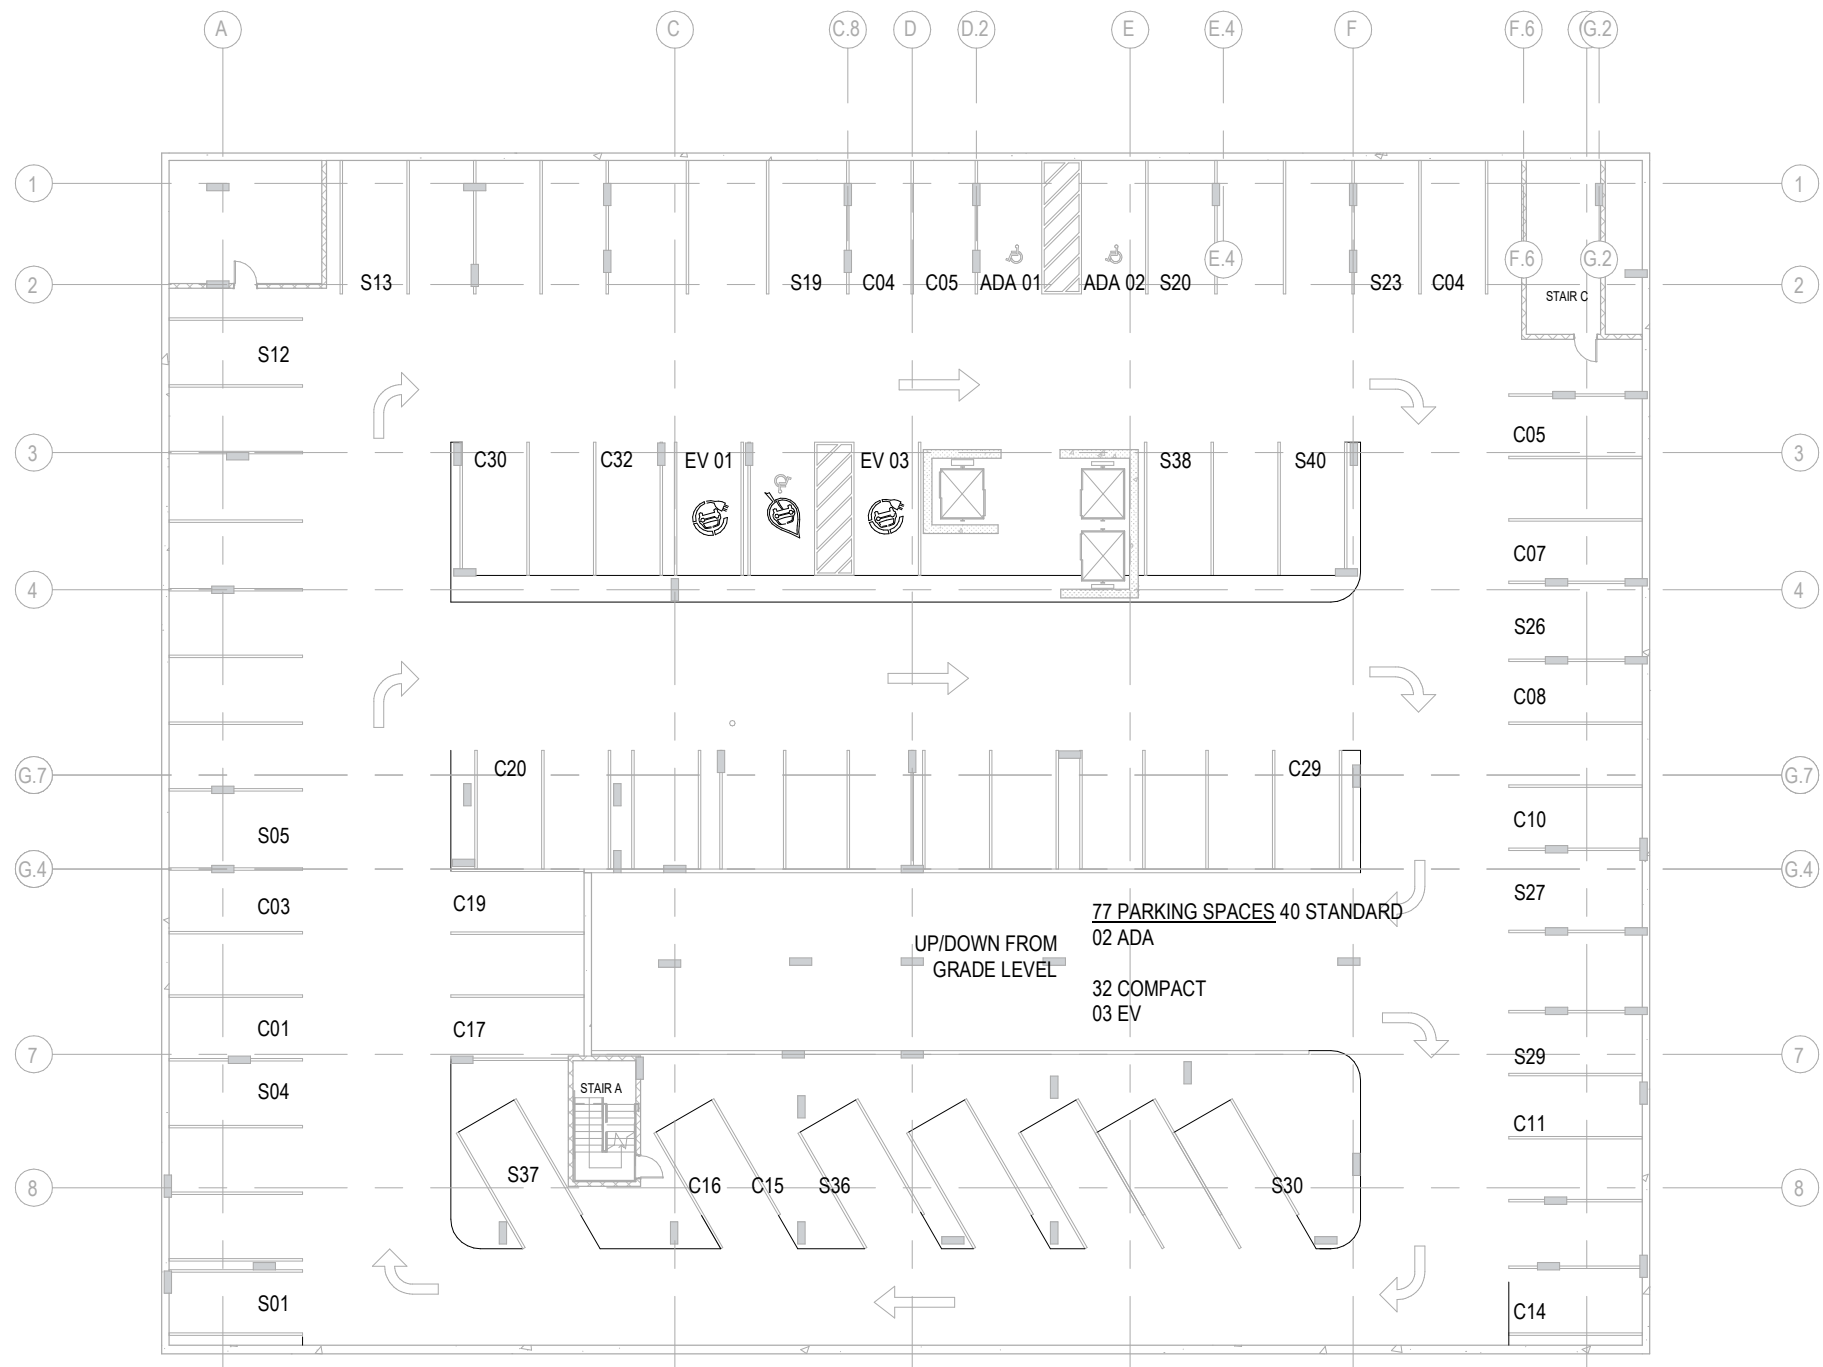 A
C
C.8
D
D.2
E
E.4
F
F.6
G.2
1
1
E.4
F.6
G.2
2
S13
S19
C04
C05
ADA 01
ADA 02
S20
S23
C04
STAIR C
2
S12
C05
3
C30
C32
EV 01
EV 03
S38
S40
3
C07
4
4
S26
C08
G.7
C20
C29
G.7
S05
C10
G.4
G.4
C03
C19
S27
77 PARKING SPACES 40 STANDARD
02 ADA
UP/DOWN FROM
GRADE LEVEL
32 COMPACT
03 EV
C01
C17
7
S29
7
S04
STAIR A
C11
8
S37
C16
C15
S36
S30
8
S01
C14